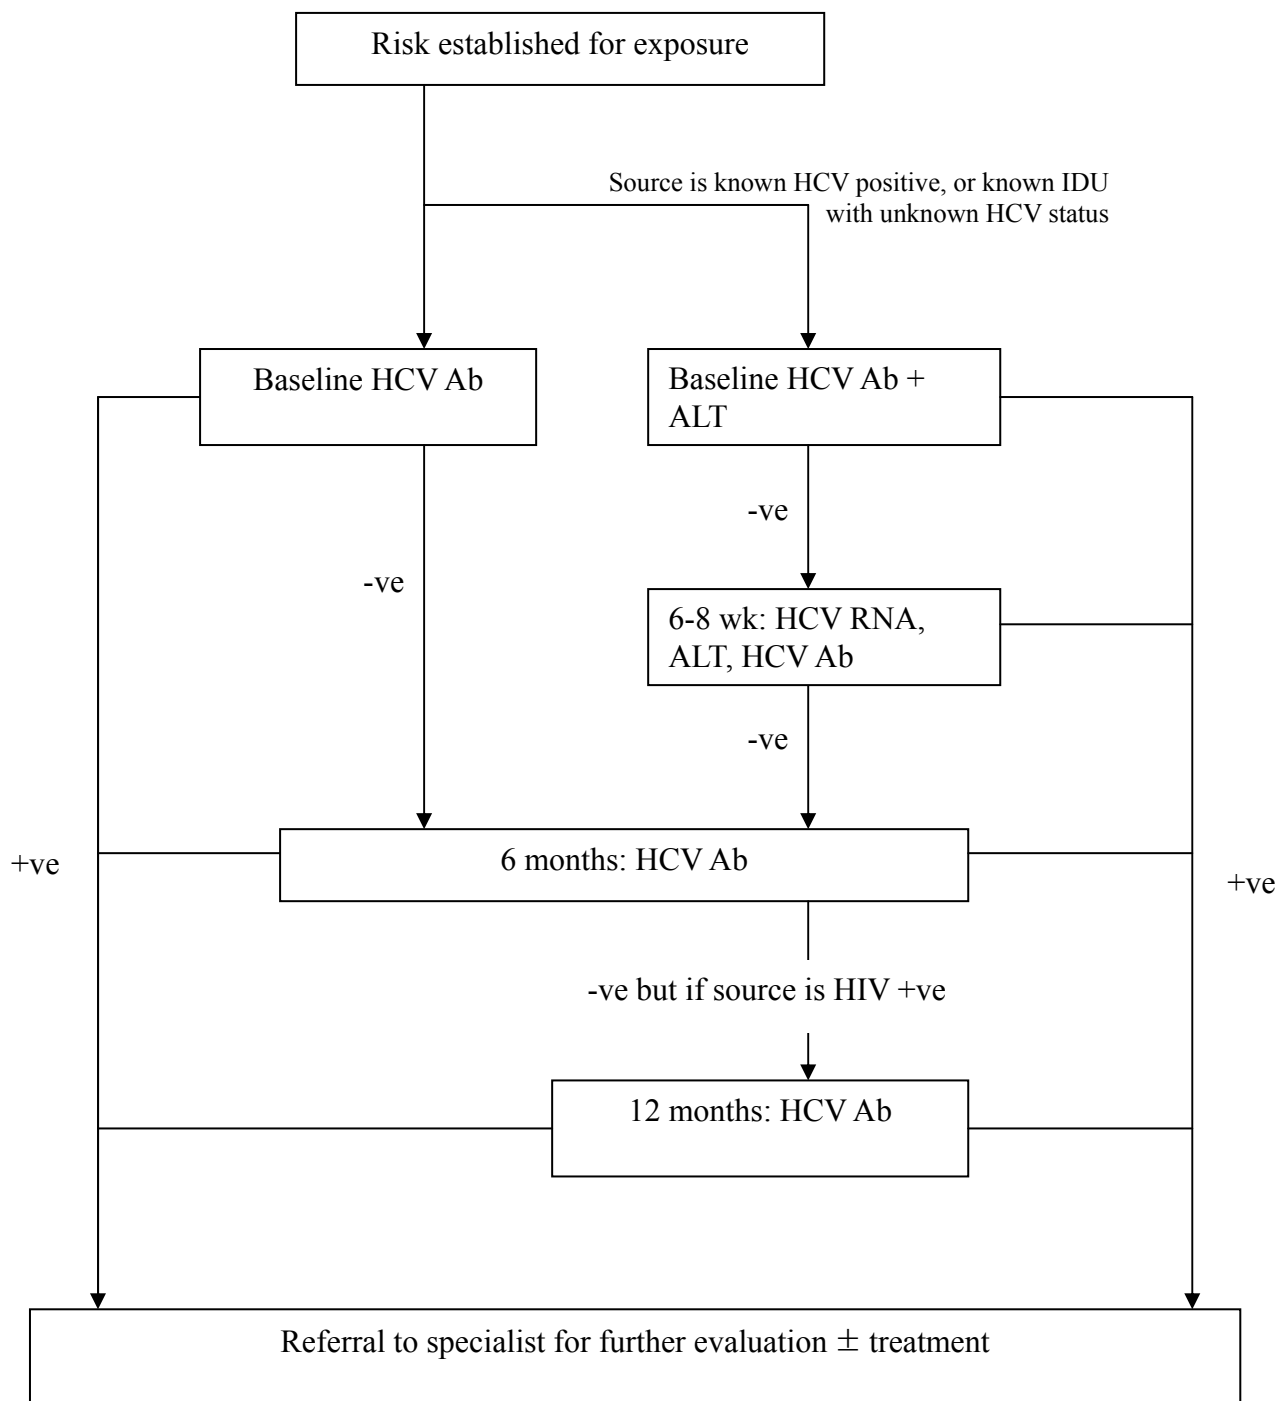 Risk established for exposure
Source is known HCV positive, or known IDU
with unknown HCV status
Baseline HCV Ab
Baseline HCV Ab +
ALT
-ve
-ve
6-8 wk: HCV RNA,
ALT, HCV Ab
-ve
6 months: HCV Ab
+ve
+ve
-ve but if source is HIV +ve
12 months: HCV Ab
Referral to specialist for further evaluation ± treatment